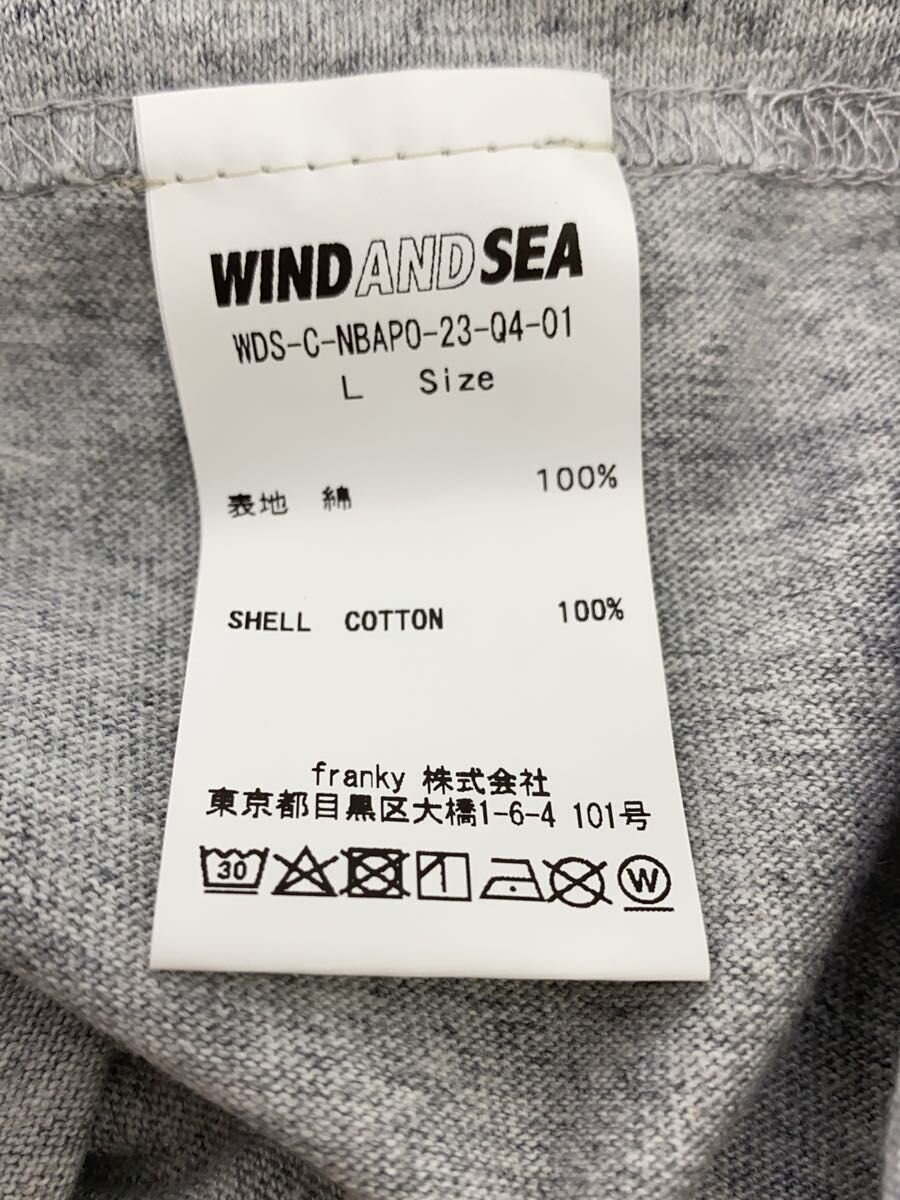 WIND AND SEA
WDS-C-NBAPO-23-Q4-01
L Size
表地 綿 100%
SHELL COTTON 100%
franky 株式会社
東京都目黒区大橋1-6-4 101号
30 W